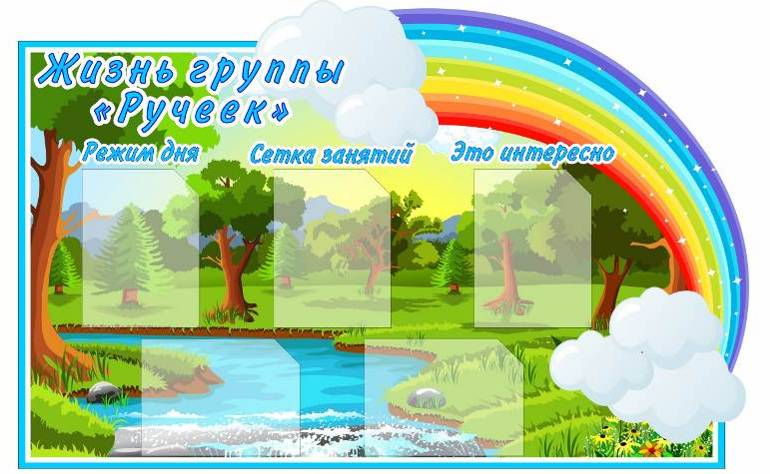 Жизнь группы
«Ручеек»
Режим дня
Сетка занятий
Это интересно